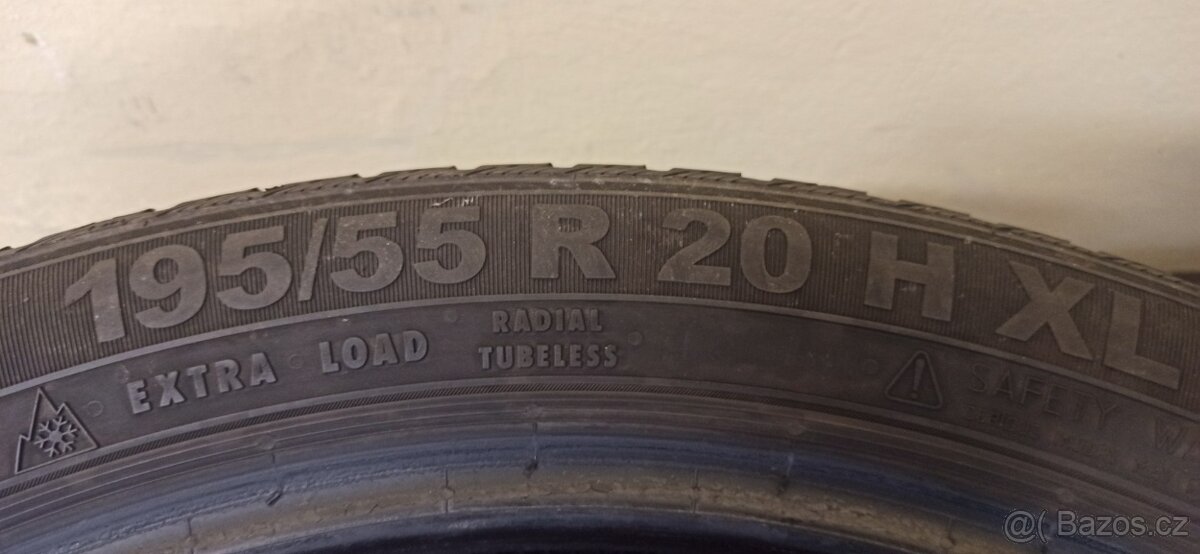 195/55 R 20 H XL
EXTRA LOAD RADIAL
TUBELESS
SAFETY
@( Bazos.cz